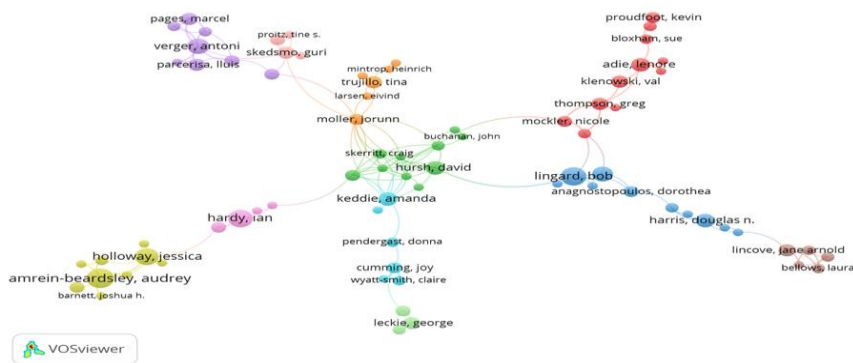 pages, marcel
verger, antoni
parcerisa, lluis
proitz, tine s.
skedsmo, guri
mintrop, heinrich
trujillo, tina
larsen, eivind
moller, jorunn
buchanan, john
skerritt, craig
hursh, david
keddie, amanda
hardy, ian
holloway, jessica
amrein-beardsley, audrey
barnett, joshua h.
pendergast, donna
cumming, joy
wyatt-smith, claire
leckie, george
proudfoot, kevin
bloxham, sue
adie, lenore
klenowski, val
thompson, greg
mockler, nicole
lingard, bob
anagnostopoulos, dorothea
harris, douglas n.
lincove, jane arnold
bellows, laura
VOSviewer